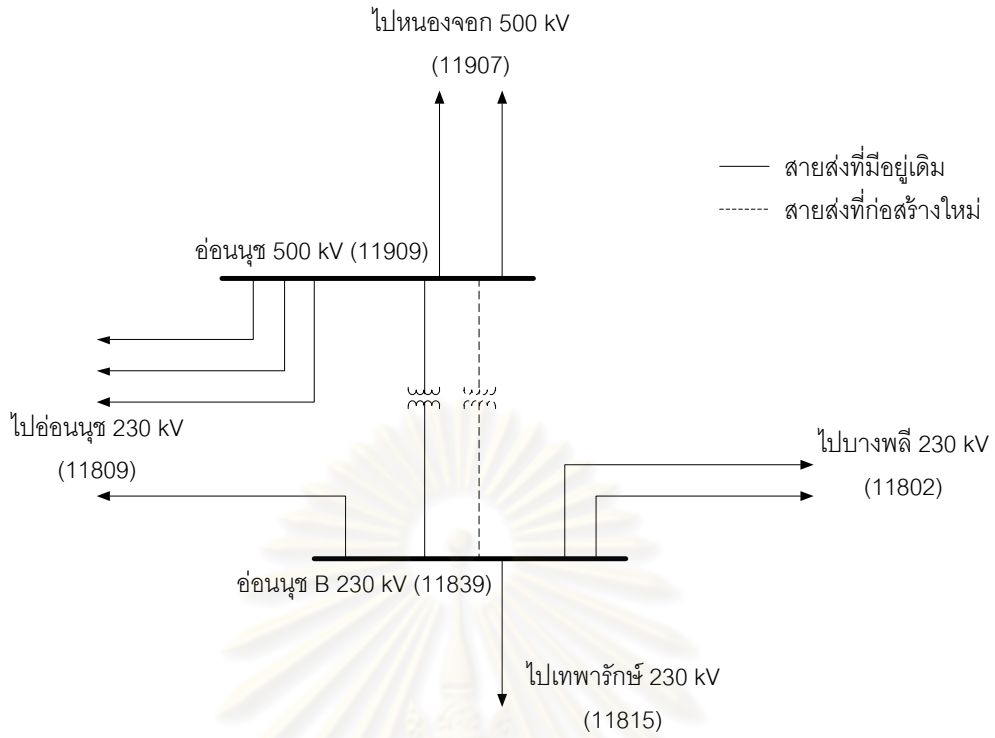 ไปหนองจอก 500 kV
(11907)
สายส่งที่มีอยู่เดิม
สายส่งที่ก่อสร้างใหม่
อ่อนนุช 500 kV (11909)
ไปอ่อนนุช 230 kV
(11809)
ไปบางพลี 230 kV
(11802)
อ่อนนุช B 230 kV (11839)
ไปเทพารักษ์ 230 kV
(11815)